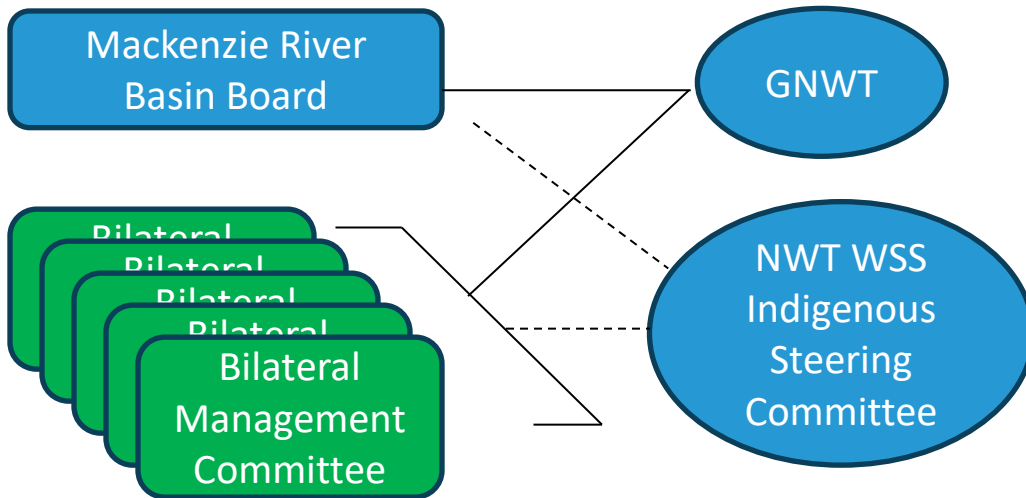 Mackenzie River
Basin Board
GNWT
Bilateral
Bilateral
Bilateral
Bilateral
Bilateral
Management
Committee
NWT WSS
Indigenous
Steering
Committee